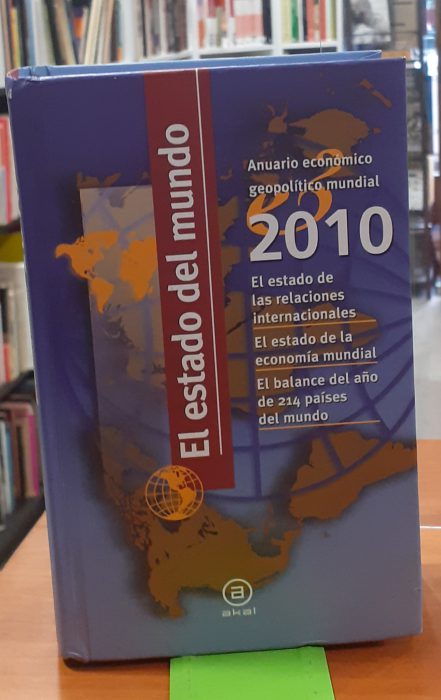 El estado del mundo
Anuario económico
geopolítico mundial
2010
El estado de
las relaciones
internacionales
El estado de la
economía mundial
El balance del año
de 214 países
del mundo
a
akal